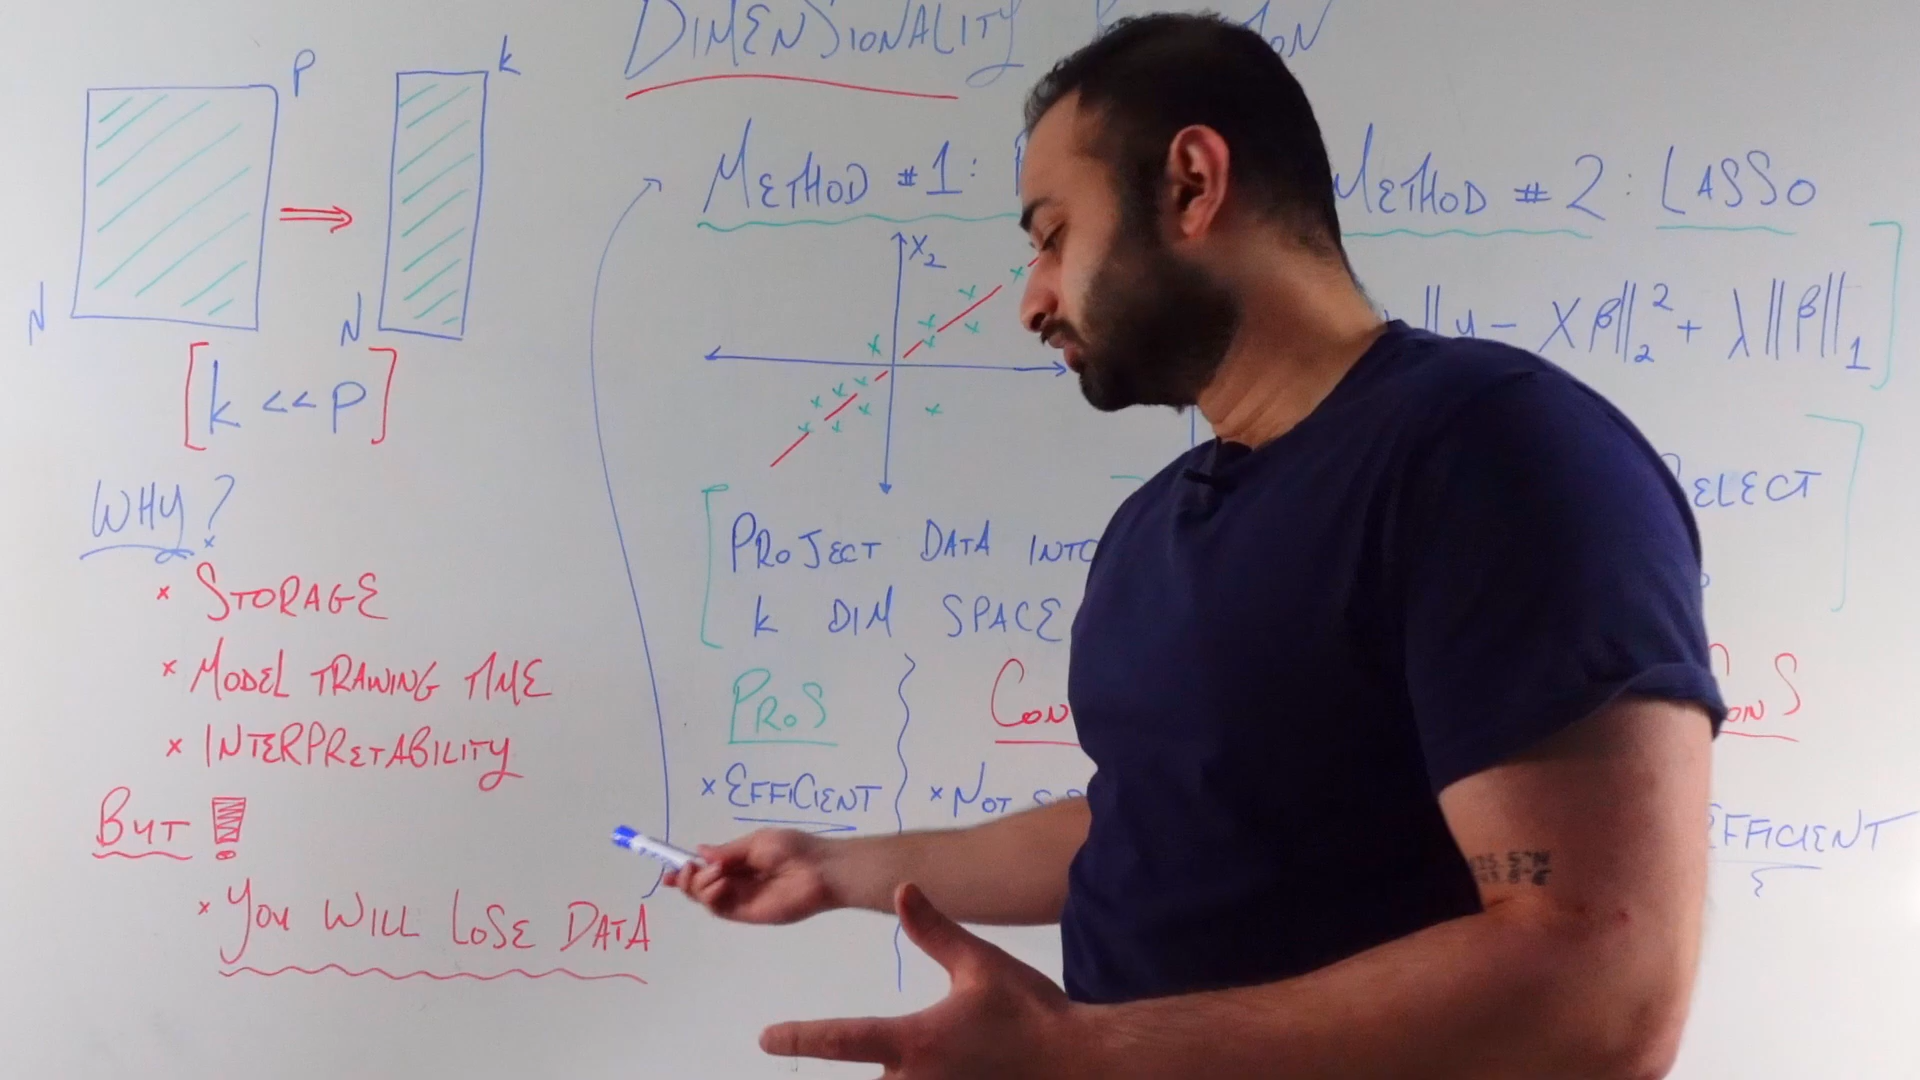 DIMENSIONALITY
P
k
N
N
[k << P]
WHY?
× STORAGE
× MODEL TRAINING TIME
× INTERPRETABILITY
BUT!
× YOU WILL LOSE DATA
METHOD #1:
X₂
PROJECT DATA INTO
k DIM SPACE
PROS
× EFFICIENT
CON
× NOT
METHOD #2: LASSO
||y - Xβ||₂² + λ||β||₁
SELECT
CONS
EFFICIENT